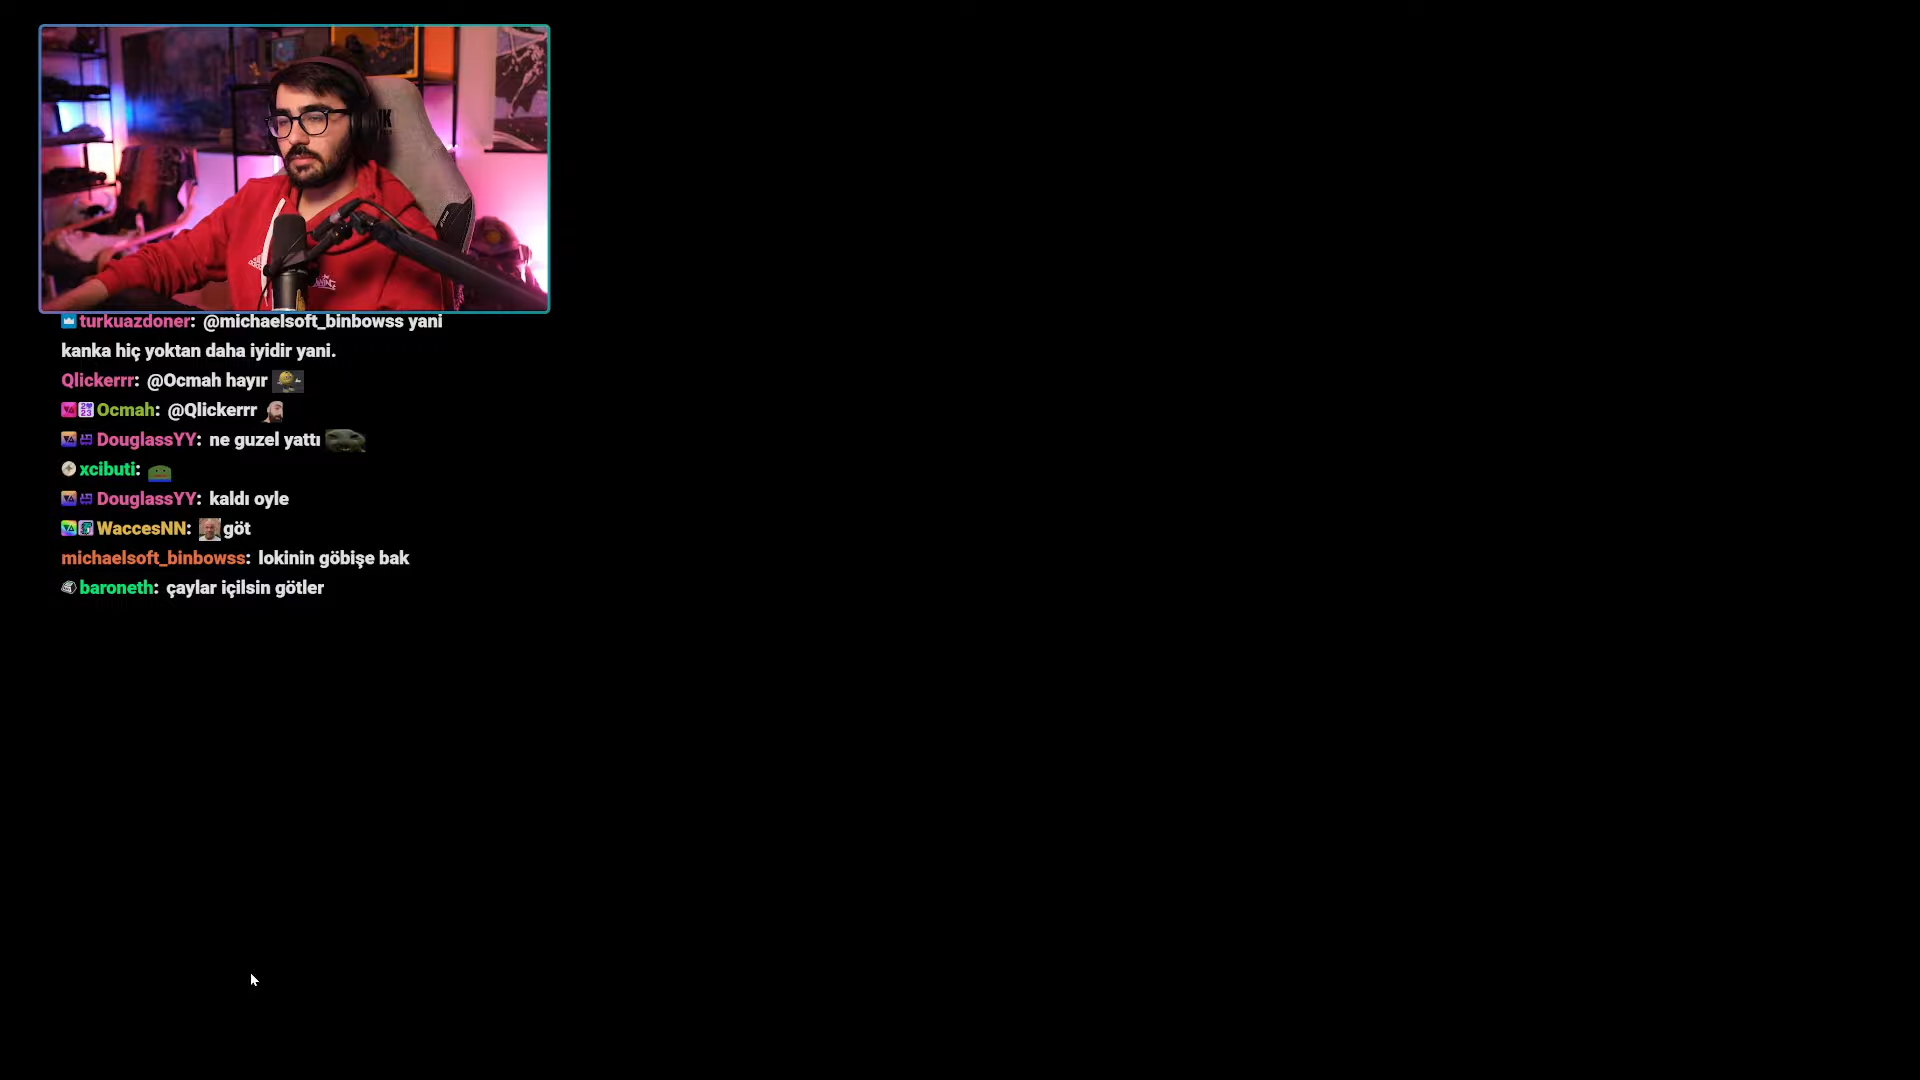 turkuazdoner: @michaelsoft_binbowss yani
kanka hiç yoktan daha iyidir yani.
Qlickerrr: @Ocmah hayır
Ocmah: @Qlickerrr
DouglassYY: ne guzel yattı
xcibuti:
DouglassYY: kaldı oyle
WaccesNN: göt
michaelsoft_binbowss: lokinin göbişe bak
baroneth: çaylar içilsin götler